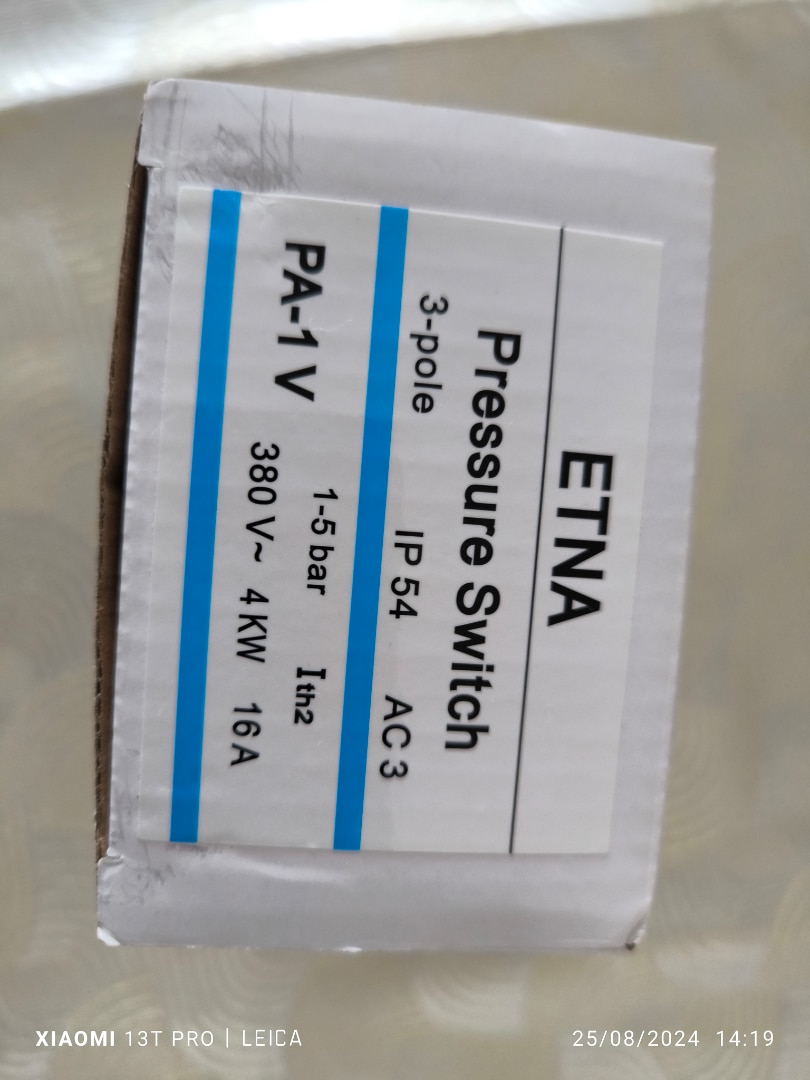 ETNA
Pressure Switch
3-pole IP 54 AC 3
PA-1 V 1-5 bar Ith2
380 V~ 4 KW 16 A
XIAOMI 13T PRO | LEICA
25/08/2024 14:19